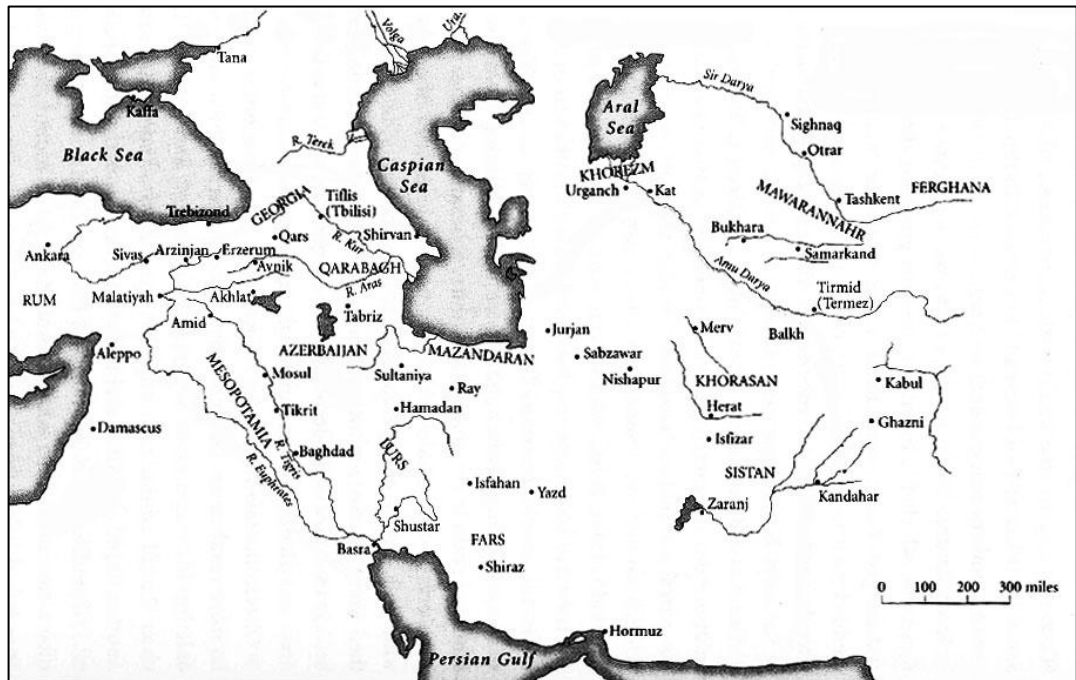 Volga
Tana
Kaffa
Black Sea
R. Terek
Caspian
Sea
Aral
Sea
Sir Darya
Sighnaq
Otrar
KHOREZM
Urganch
Kat
MAWARANNAHR
Tashkent
FERGHANA
Bukhara
Samarkand
Amu Darya
Tirmid
(Termez)
Balkh
Trebizond
GEORGIA
Tiflis
(Tbilisi)
Shirvan
R. Kur
Qars
Ankara
Sivas
Arzinjan
Erzerum
Avnik
QARABAGH
R. Aras
RUM
Malatiyah
Akhlat
Tabriz
Amid
AZERBAIJAN
MAZANDARAN
Jurjan
Merv
Aleppo
Sultaniya
Sabzawar
Nishapur
KHORASAN
Kabul
Mosul
Ray
MESOPOTAMIA
Tikrit
Hamadan
Herat
Ghazni
Damascus
Isfizar
Baghdad
R. Tigris
LURS
SISTAN
R. Euphrates
Isfahan
Yazd
Zaranj
Kandahar
Shustar
Basra
FARS
Shiraz
0 100 200 300 miles
Hormuz
Persian Gulf